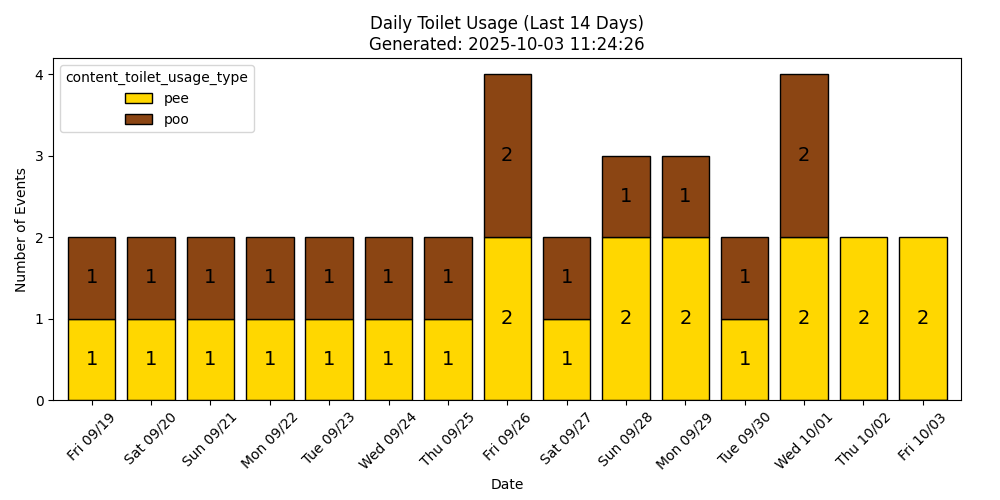 Daily Toilet Usage (Last 14 Days)
Generated: 2025-10-03 11:24:26
content_toilet_usage_type
pee
poo
Number of Events
4
3
2
1
0
2 2
1 1
1 1 1 1 1 1 1 1 1
2 2 2 2 2 2
1 1 1 1 1 1 1 1 1
Fri 09/19 Sat 09/20 Sun 09/21 Mon 09/22 Tue 09/23 Wed 09/24 Thu 09/25 Fri 09/26 Sat 09/27 Sun 09/28 Mon 09/29 Tue 09/30 Wed 10/01 Thu 10/02 Fri 10/03
Date